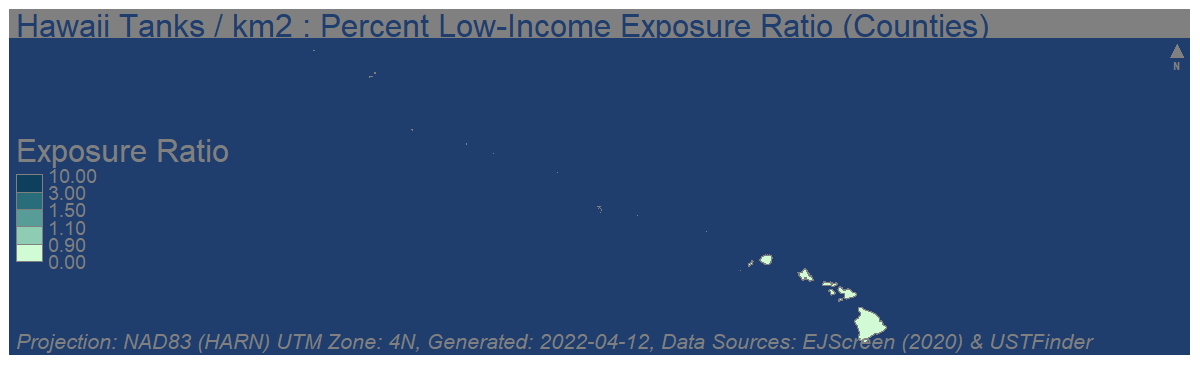 Hawaii Tanks / km2 : Percent Low-Income Exposure Ratio (Counties)
N
Exposure Ratio
10.00
3.00
1.50
1.10
0.90
0.00
Projection: NAD83 (HARN) UTM Zone: 4N, Generated: 2022-04-12, Data Sources: EJScreen (2020) & USTFinder